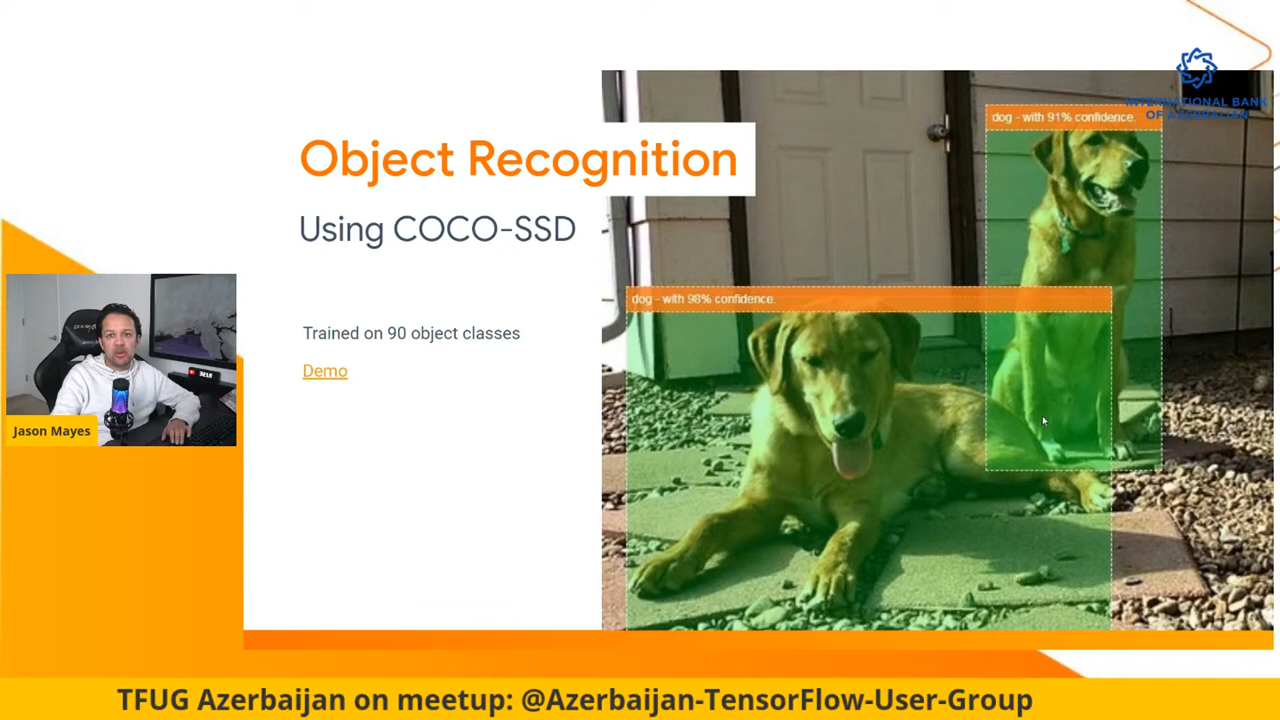 INTERNATIONAL BANK
OF AZERBAIJAN
dog - with 91% confidence.
Object Recognition
Using COCO-SSD
dog - with 98% confidence.
Trained on 90 object classes
Demo
Jason Mayes
TFUG Azerbaijan on meetup: @Azerbaijan-TensorFlow-User-Group